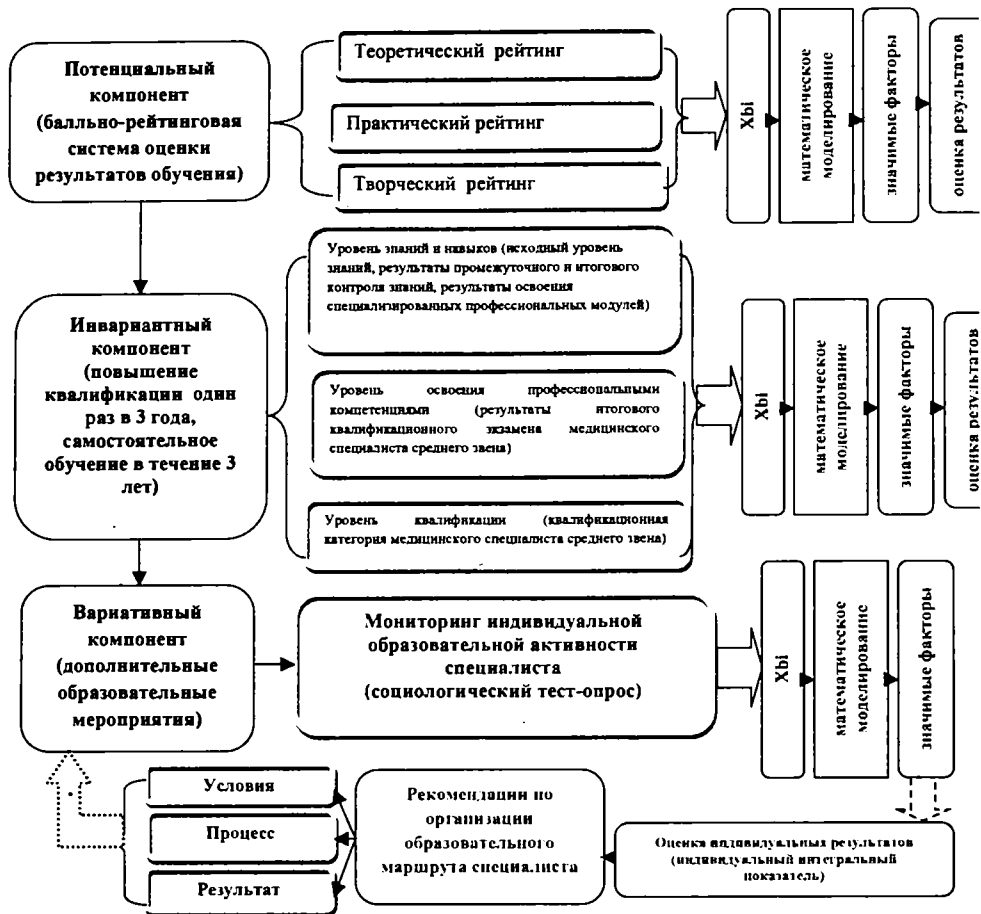 Потенциальный
компонент
(балльно-рейтинговая
система оценки
результатов обучения)
Теоретический рейтинг
Практический рейтинг
Творческий рейтинг
Xbi
математическое
моделирование
значимые факторы
оценка результатов
Инвариантный
компонент
(повышение
квалификации один
раз в 3 года,
самостоятельное
обучение в течение 3
лет)
Уровень знаний и навыков (исходный уровень
знаний, результаты промежуточного и итогового
контроля знаний, результаты освоения
специализированных профессиональных модулей)
Уровень освоения профессиональными
компетенциями (результаты итогового
квалификационного экзамена медицинского
специалиста среднего звена)
Уровень квалификации (квалификационная
категория медицинского специалиста среднего звена)
Xbi
математическое
моделирование
значимые факторы
оценка результатов
Вариативный
компонент
(дополнительные
образовательные
мероприятия)
Мониторинг индивидуальной
образовательной активности
специалиста
(социологический тест-опрос)
Xbi
математическое
моделирование
значимые факторы
Условия
Процесс
Результат
Рекомендации по
организации
образовательного
маршрута специалиста
Оценка индивидуальных результатов
(индивидуальный интегральный
показатель)